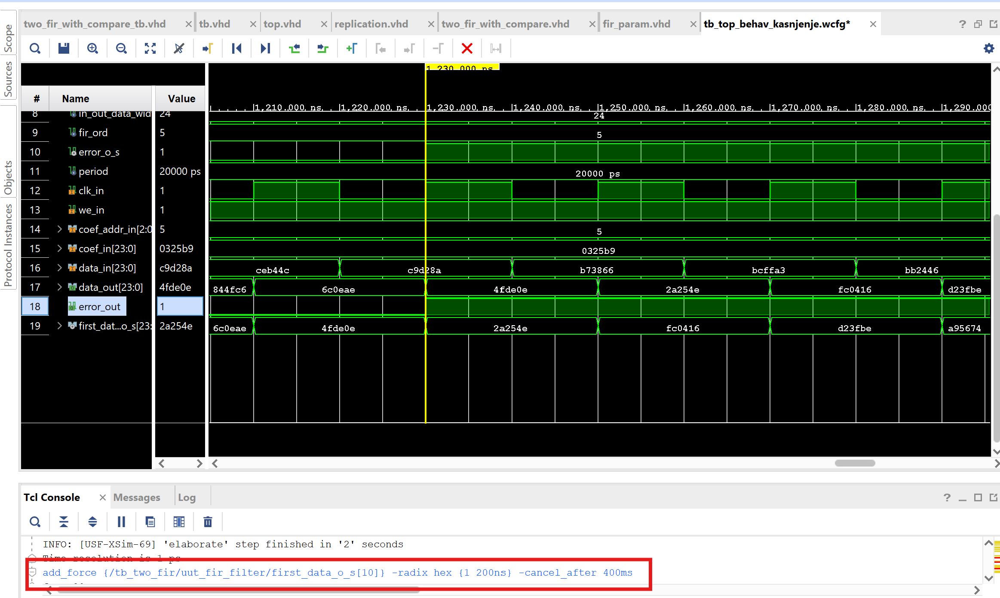 two_fir_with_compare_tb.vhd tb.vhd top.vhd replication.vhd two_fir_with_compare.vhd fir_param.vhd tb_top_behav_kasnjenje.wcfg*
Scope
Sources
Objects
Protocol Instances
1,230.000 ns
# Name Value
1,210.000 ns 1,220.000 ns 1,230.000 ns 1,240.000 ns 1,250.000 ns 1,260.000 ns 1,270.000 ns 1,280.000 ns 1,290.000
8 in_out_data_wid 24 24
9 fir_ord 5 5
10 error_o_s 1
11 period 20000 ps 20000 ps
12 clk_in 1
13 we_in 1
14 coef_addr_in[2:0 5 5
15 coef_in[23:0] 0325b9 0325b9
16 data_in[23:0] c9d28a ceb44c c9d28a b73866 bcffa3 bb2446
17 data_out[23:0] 4fde0e 844fc6 6c0eae 4fde0e 2a254e fc0416 d23fbe
18 error_out 1
19 first_dat...o_s[23: 2a254e 6c0eae 4fde0e 2a254e fc0416 d23fbe a95674
Tcl Console Messages Log
INFO: [USF-XSim-69] 'elaborate' step finished in '2' seconds
Time resolution is 1 ps
add_force {/tb_two_fir/uut_fir_filter/first_data_o_s[10]} -radix hex {1 200ns} -cancel_after 400ms